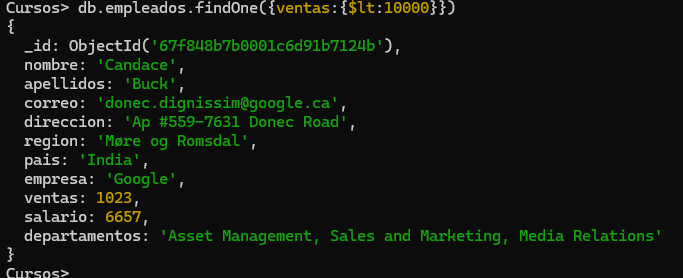 Cursos> db.empleados.findOne({ventas:{$lt:10000}})
{
  _id: ObjectId('67f848b7b0001c6d91b7124b'),
  nombre: 'Candace',
  apellidos: 'Buck',
  correo: 'donec.dignissim@google.ca',
  direccion: 'Ap #559-7631 Donec Road',
  region: 'Møre og Romsdal',
  pais: 'India',
  empresa: 'Google',
  ventas: 1023,
  salario: 6657,
  departamentos: 'Asset Management, Sales and Marketing, Media Relations'
}
Cursos>